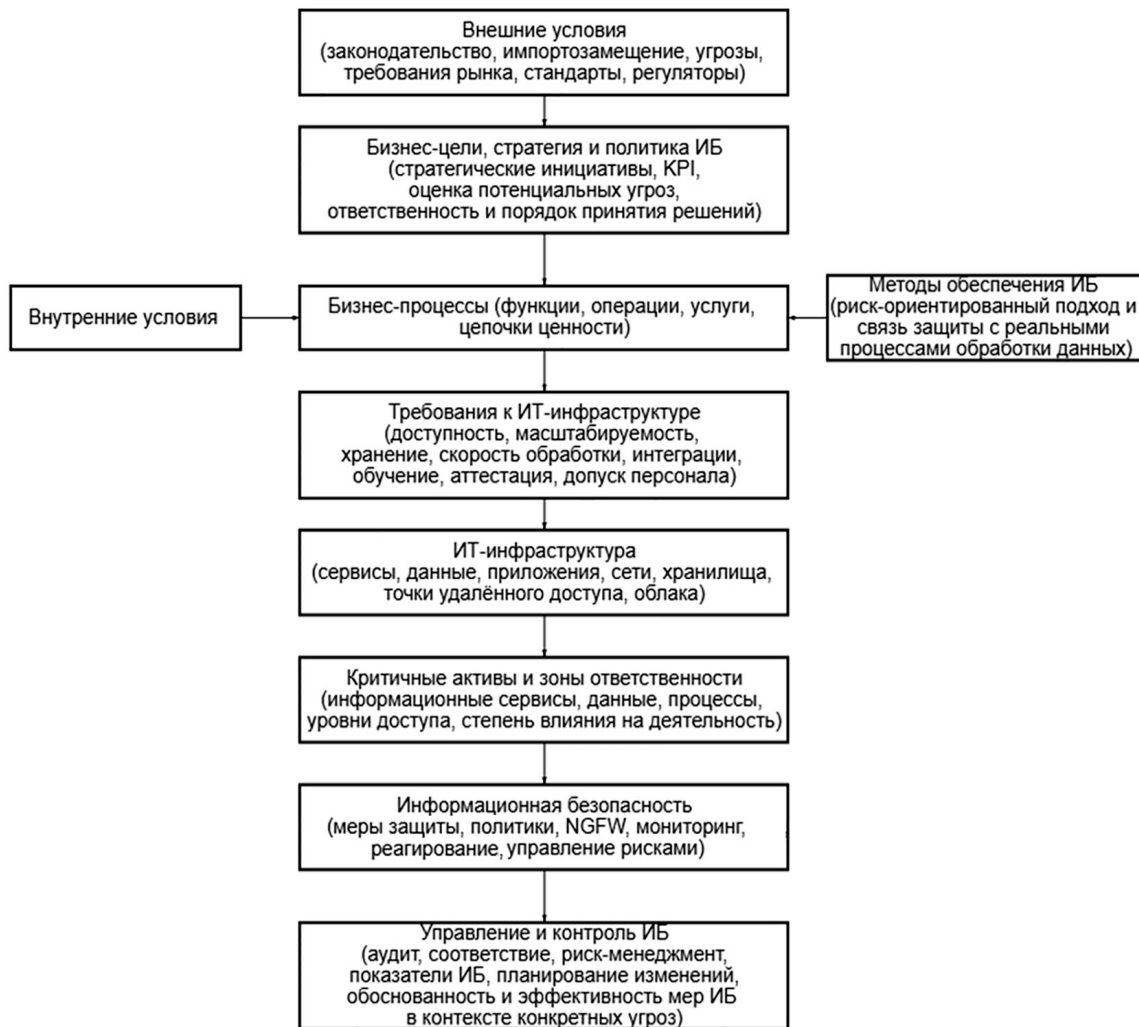 Внешние условия
(законодательство, импортозамещение, угрозы,
требования рынка, стандарты, регуляторы)
Бизнес-цели, стратегия и политика ИБ
(стратегические инициативы, KPI,
оценка потенциальных угроз,
ответственность и порядок принятия решений)
Внутренние условия
Бизнес-процессы (функции, операции, услуги,
цепочки ценности)
Методы обеспечения ИБ
(риск-ориентированный подход и
связь защиты с реальными
процессами обработки данных)
Требования к ИТ-инфраструктуре
(доступность, масштабируемость,
хранение, скорость обработки, интеграции,
обучение, аттестация, допуск персонала)
ИТ-инфраструктура
(сервисы, данные, приложения, сети, хранилища,
точки удалённого доступа, облака)
Критичные активы и зоны ответственности
(информационные сервисы, данные, процессы,
уровни доступа, степень влияния на деятельность)
Информационная безопасность
(меры защиты, политики, NGFW, мониторинг,
реагирование, управление рисками)
Управление и контроль ИБ
(аудит, соответствие, риск-менеджмент,
показатели ИБ, планирование изменений,
обоснованность и эффективность мер ИБ
в контексте конкретных угроз)